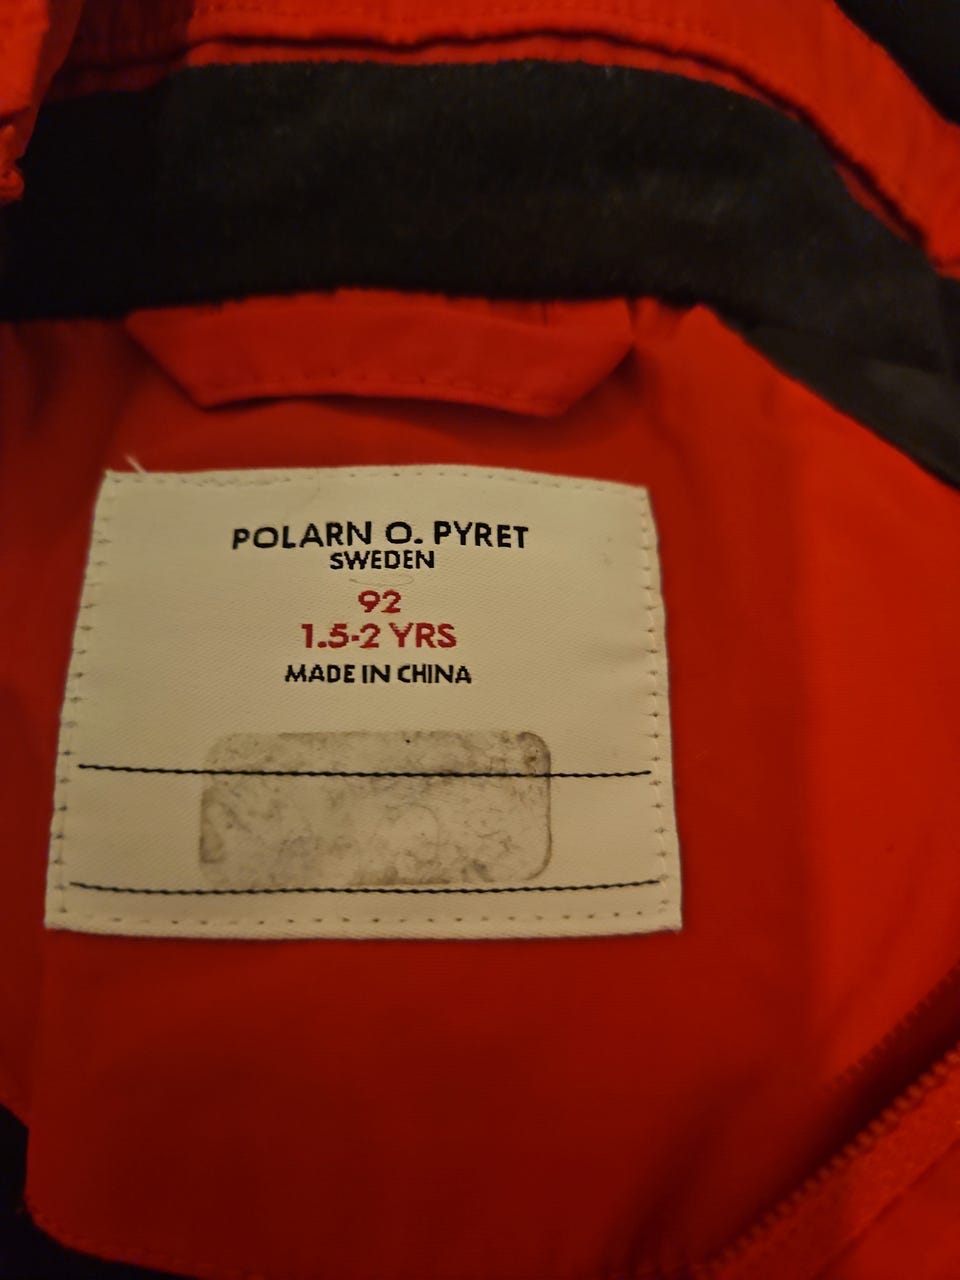 POLARN O. PYRET
SWEDEN
92
1.5-2 YRS
MADE IN CHINA